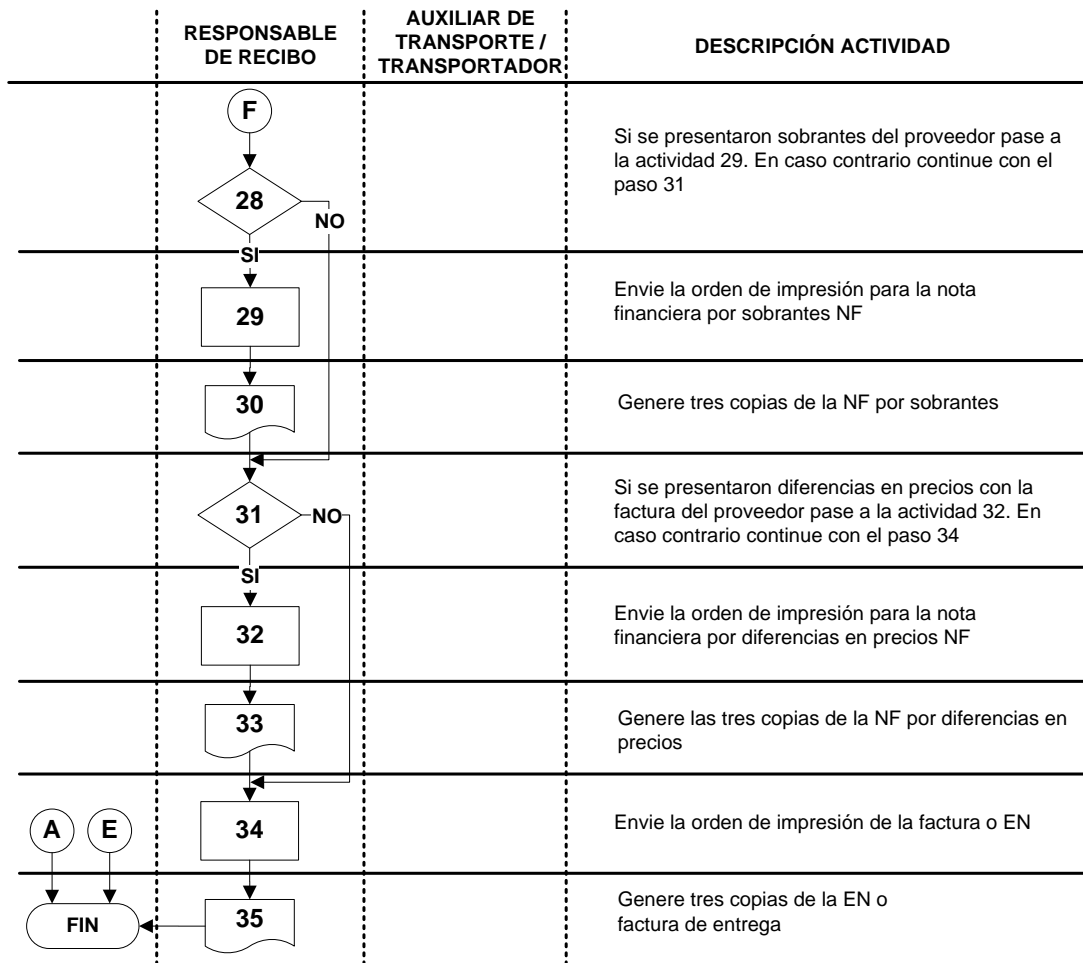 RESPONSABLE
DE RECIBO
AUXILIAR DE
TRANSPORTE /
TRANSPORTADOR
DESCRIPCIÓN ACTIVIDAD
F
Si se presentaron sobrantes del proveedor pase a
la actividad 29. En caso contrario continue con el
paso 31
28
NO
SI
29
Envie la orden de impresión para la nota
financiera por sobrantes NF
30
Genere tres copias de la NF por sobrantes
31
NO
Si se presentaron diferencias en precios con la
factura del proveedor pase a la actividad 32. En
caso contrario continue con el paso 34
SI
32
Envie la orden de impresión para la nota
financiera por diferencias en precios NF
33
Genere las tres copias de la NF por diferencias en
precios
A
E
34
Envie la orden de impresión de la factura o EN
FIN
35
Genere tres copias de la EN o
factura de entrega